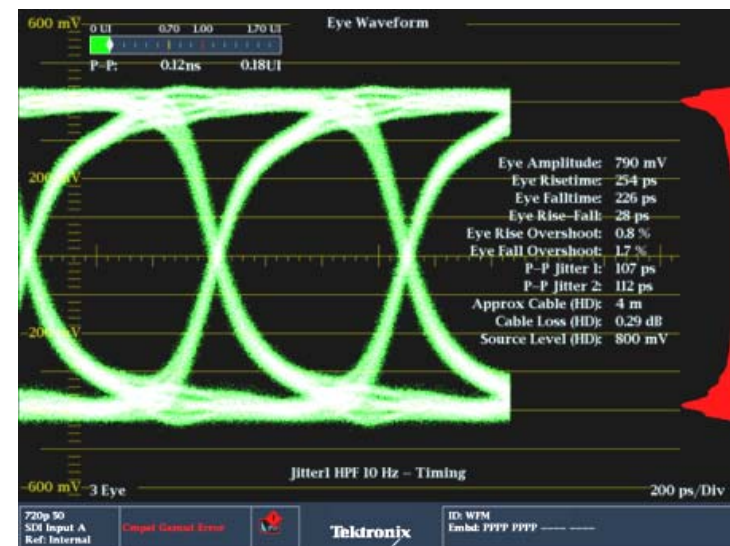 600 mV
0 UI 0.70 1.00 1.70 UI
Eye Waveform
P-P: 0.12ns 0.18UI
200 mV
Eye Amplitude: 790 mV
Eye Risetime: 254 ps
Eye Falltime: 226 ps
Eye Rise-Fall: 28 ps
Eye Rise Overshoot: 0.8 %
Eye Fall Overshoot: 1.7 %
P-P Jitter 1: 107 ps
P-P Jitter 2: 112 ps
Approx Cable (HD): 4 m
Cable Loss (HD): 0.29 dB
Source Level (HD): 800 mV
-200 mV
Jitter1 HPF 10 Hz - Timing
-600 mV
3 Eye
200 ps/Div
720p 50
SDI Input A
Ref: Internal
Cmpst Gamut Error
Tektronix
ID: WFM
Embd: PPPP PPPP ---- ----